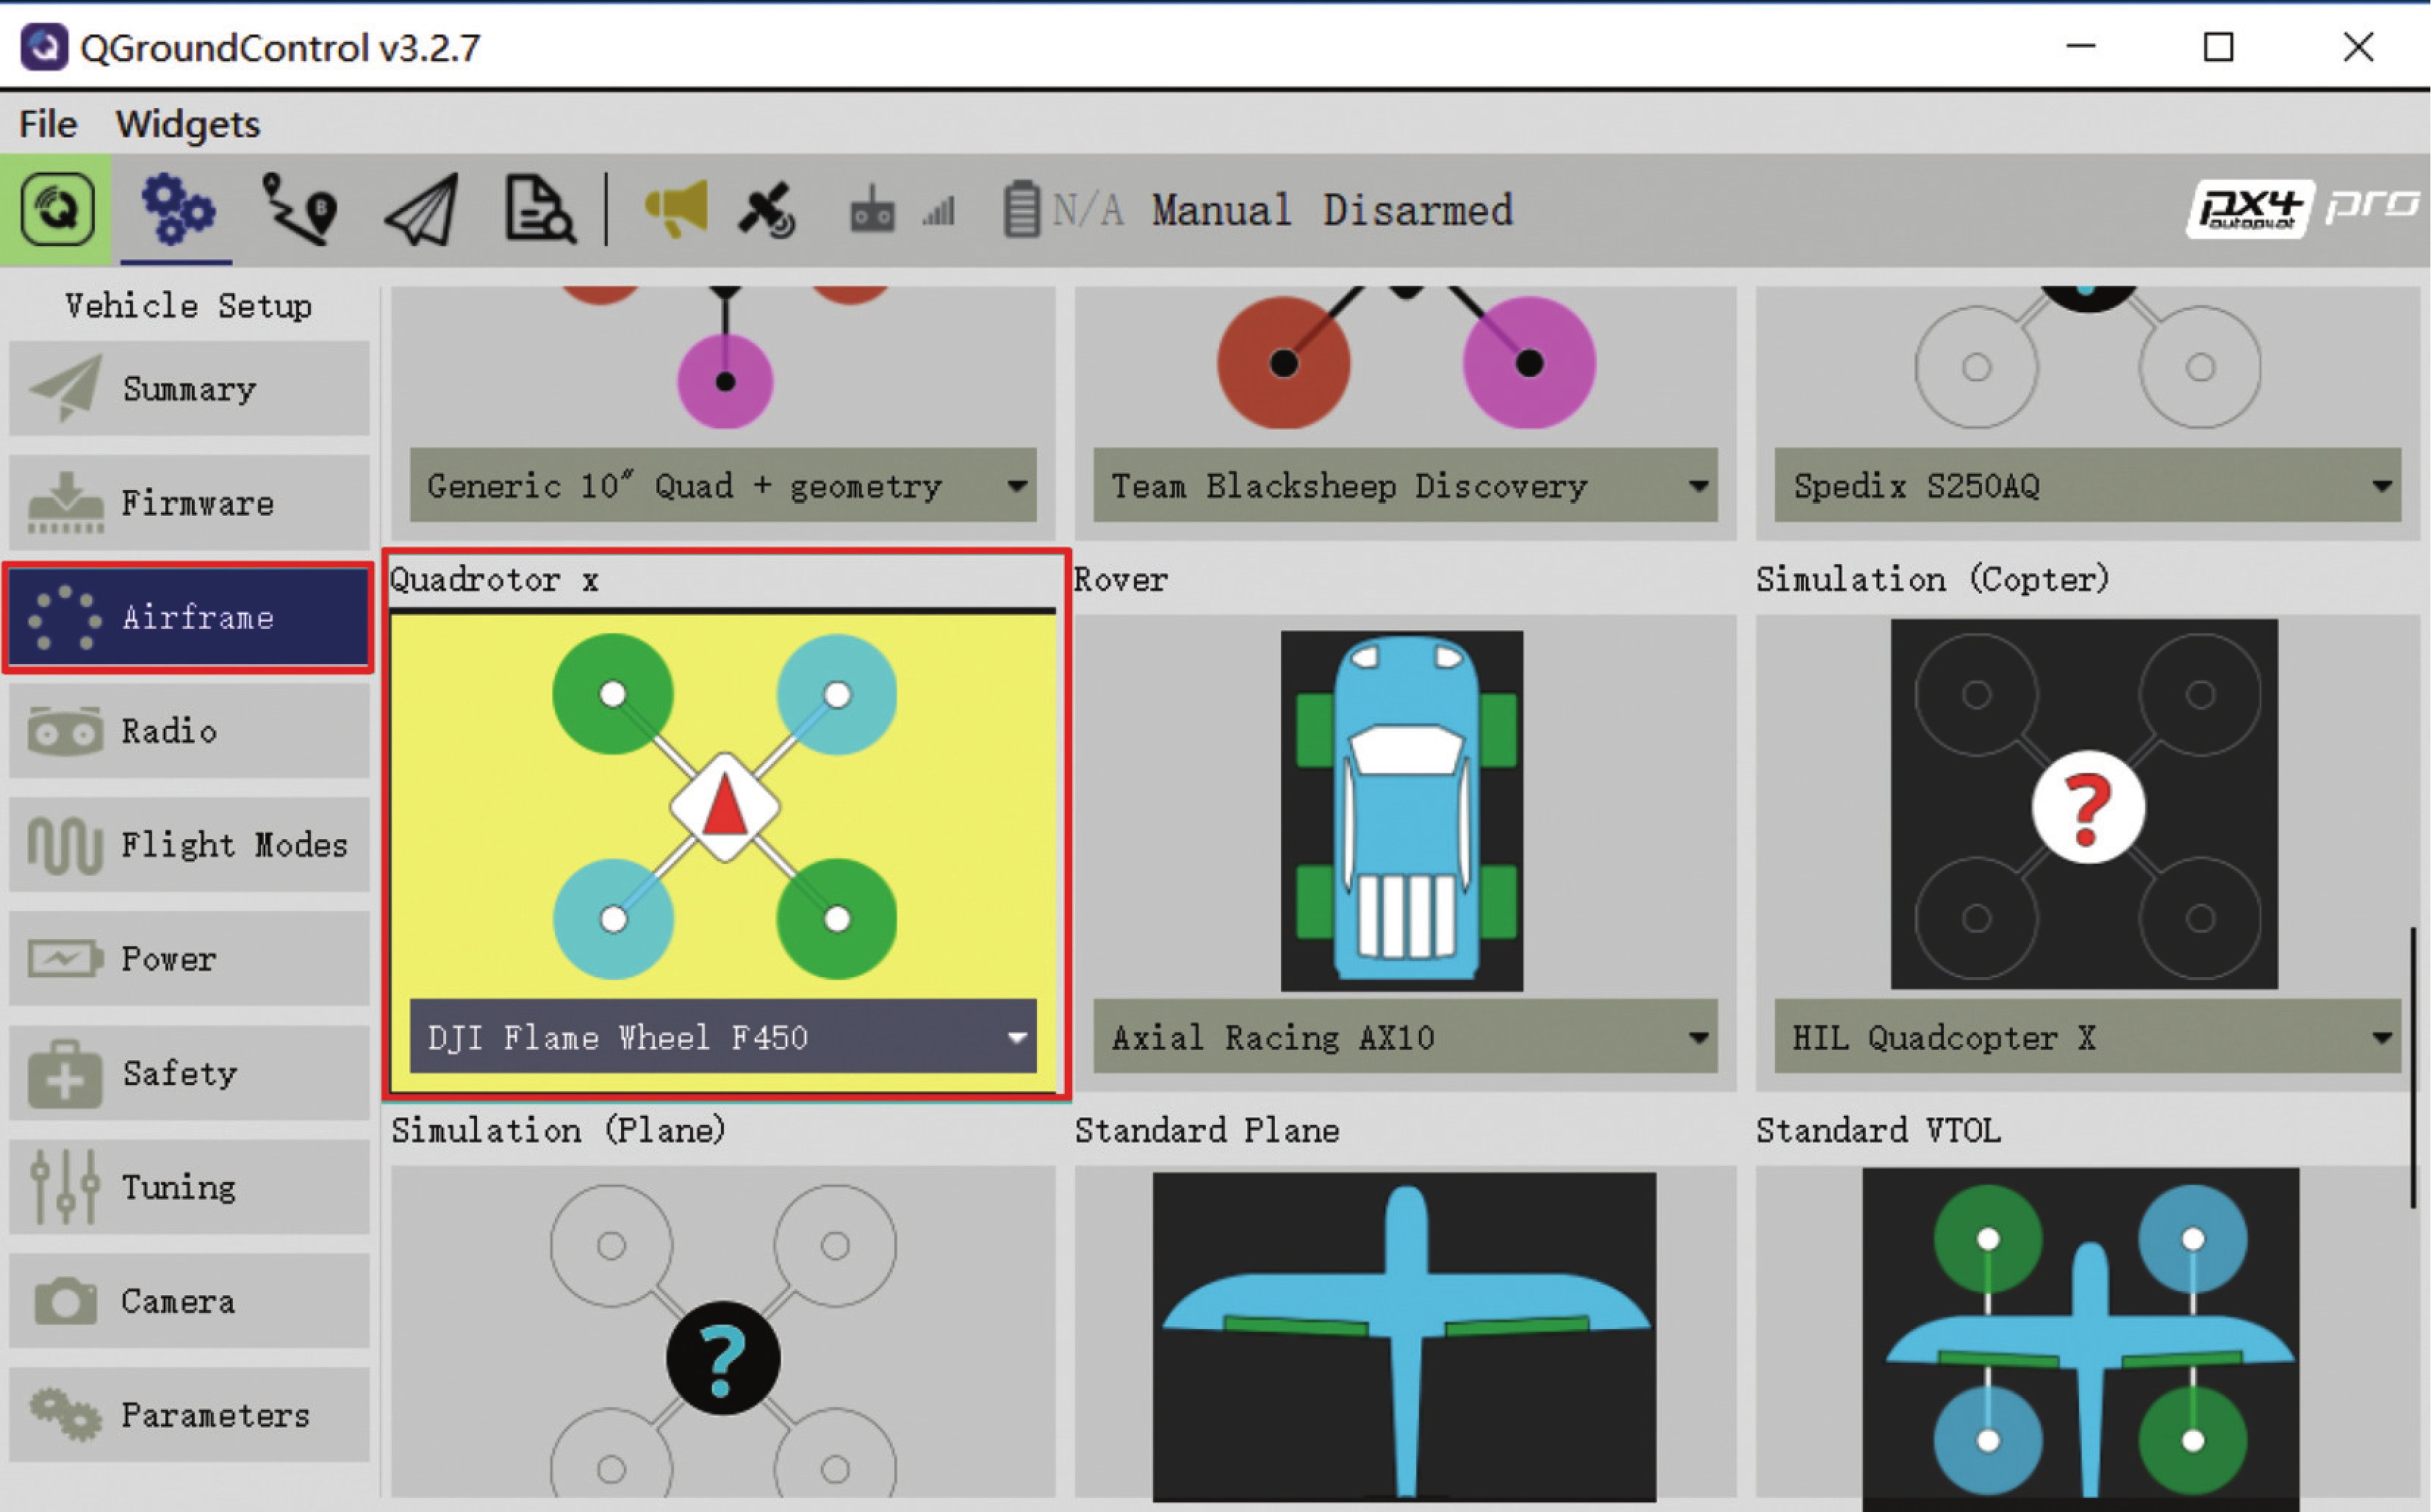 QGroundControl v3.2.7
File Widgets
N/A Manual Disarmed
px4 autopilot pro
Vehicle Setup
Summary
Firmware
Airframe
Radio
Flight Modes
Power
Safety
Tuning
Camera
Parameters
Generic 10″ Quad + geometry
Team Blacksheep Discovery
Spedix S250AQ
Quadrotor x
Rover
Simulation (Copter)
?
DJI Flame Wheel F450
Axial Racing AX10
HIL Quadcopter X
Simulation (Plane)
Standard Plane
Standard VTOL
?